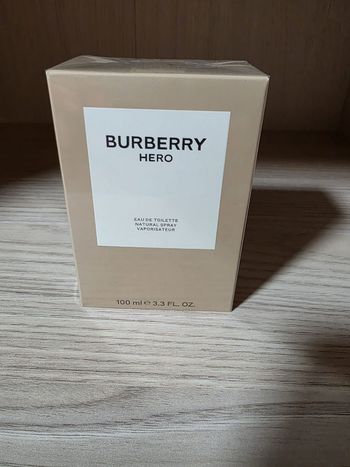 BURBERRY
HERO
EAU DE TOILETTE
NATURAL SPRAY
VAPORISATEUR
100 ml ℮ 3.3 FL. OZ.